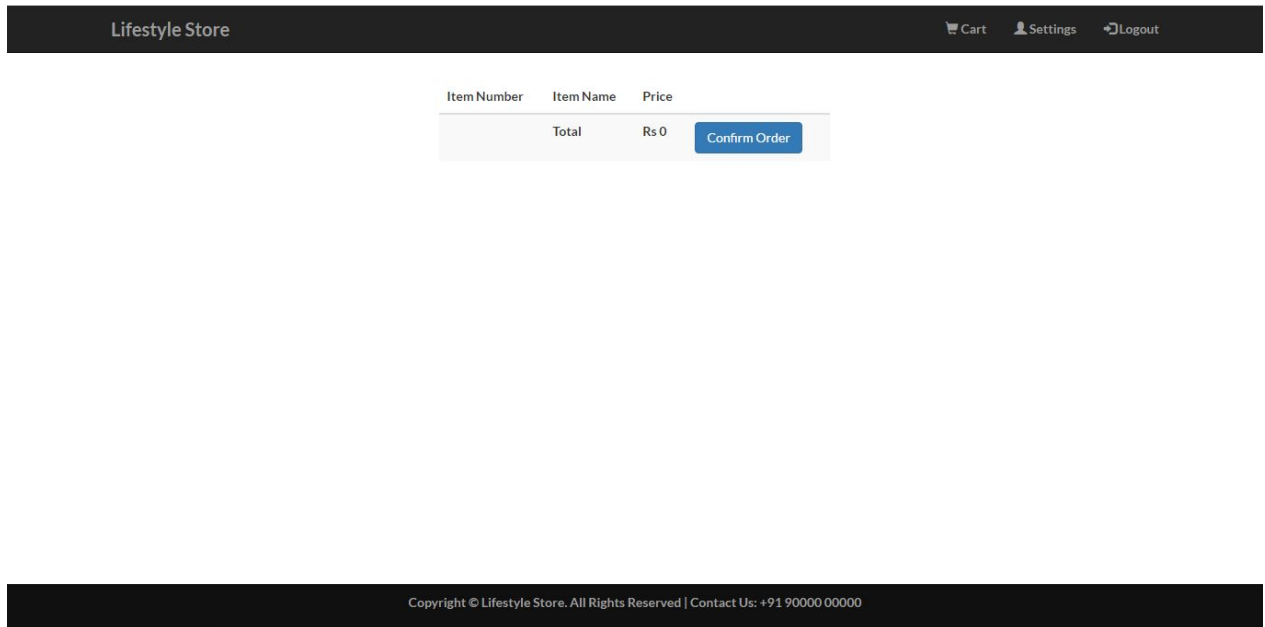 Lifestyle Store Cart Settings Logout
Item Number Item Name Price
Total Rs 0 Confirm Order
Copyright © Lifestyle Store. All Rights Reserved | Contact Us: +91 90000 00000